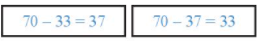 70 – 33 = 37
70 – 37 = 33